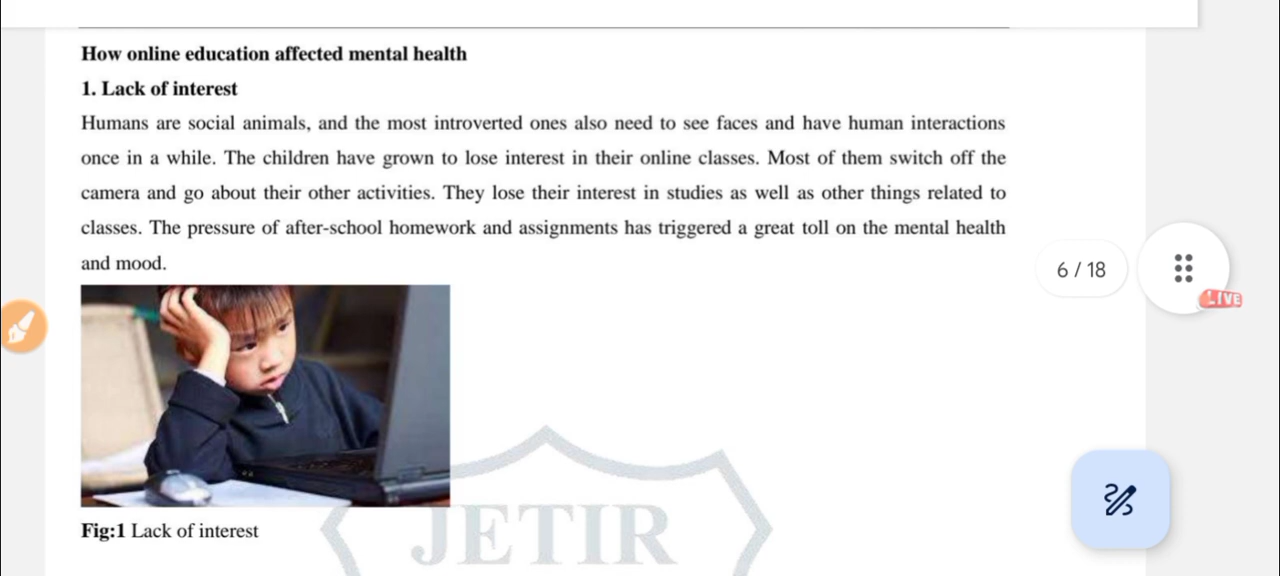 How online education affected mental health
1. Lack of interest
Humans are social animals, and the most introverted ones also need to see faces and have human interactions
once in a while. The children have grown to lose interest in their online classes. Most of them switch off the
camera and go about their other activities. They lose their interest in studies as well as other things related to
classes. The pressure of after-school homework and assignments has triggered a great toll on the mental health
and mood.
6 / 18
LIVE
Fig:1 Lack of interest
JETIR